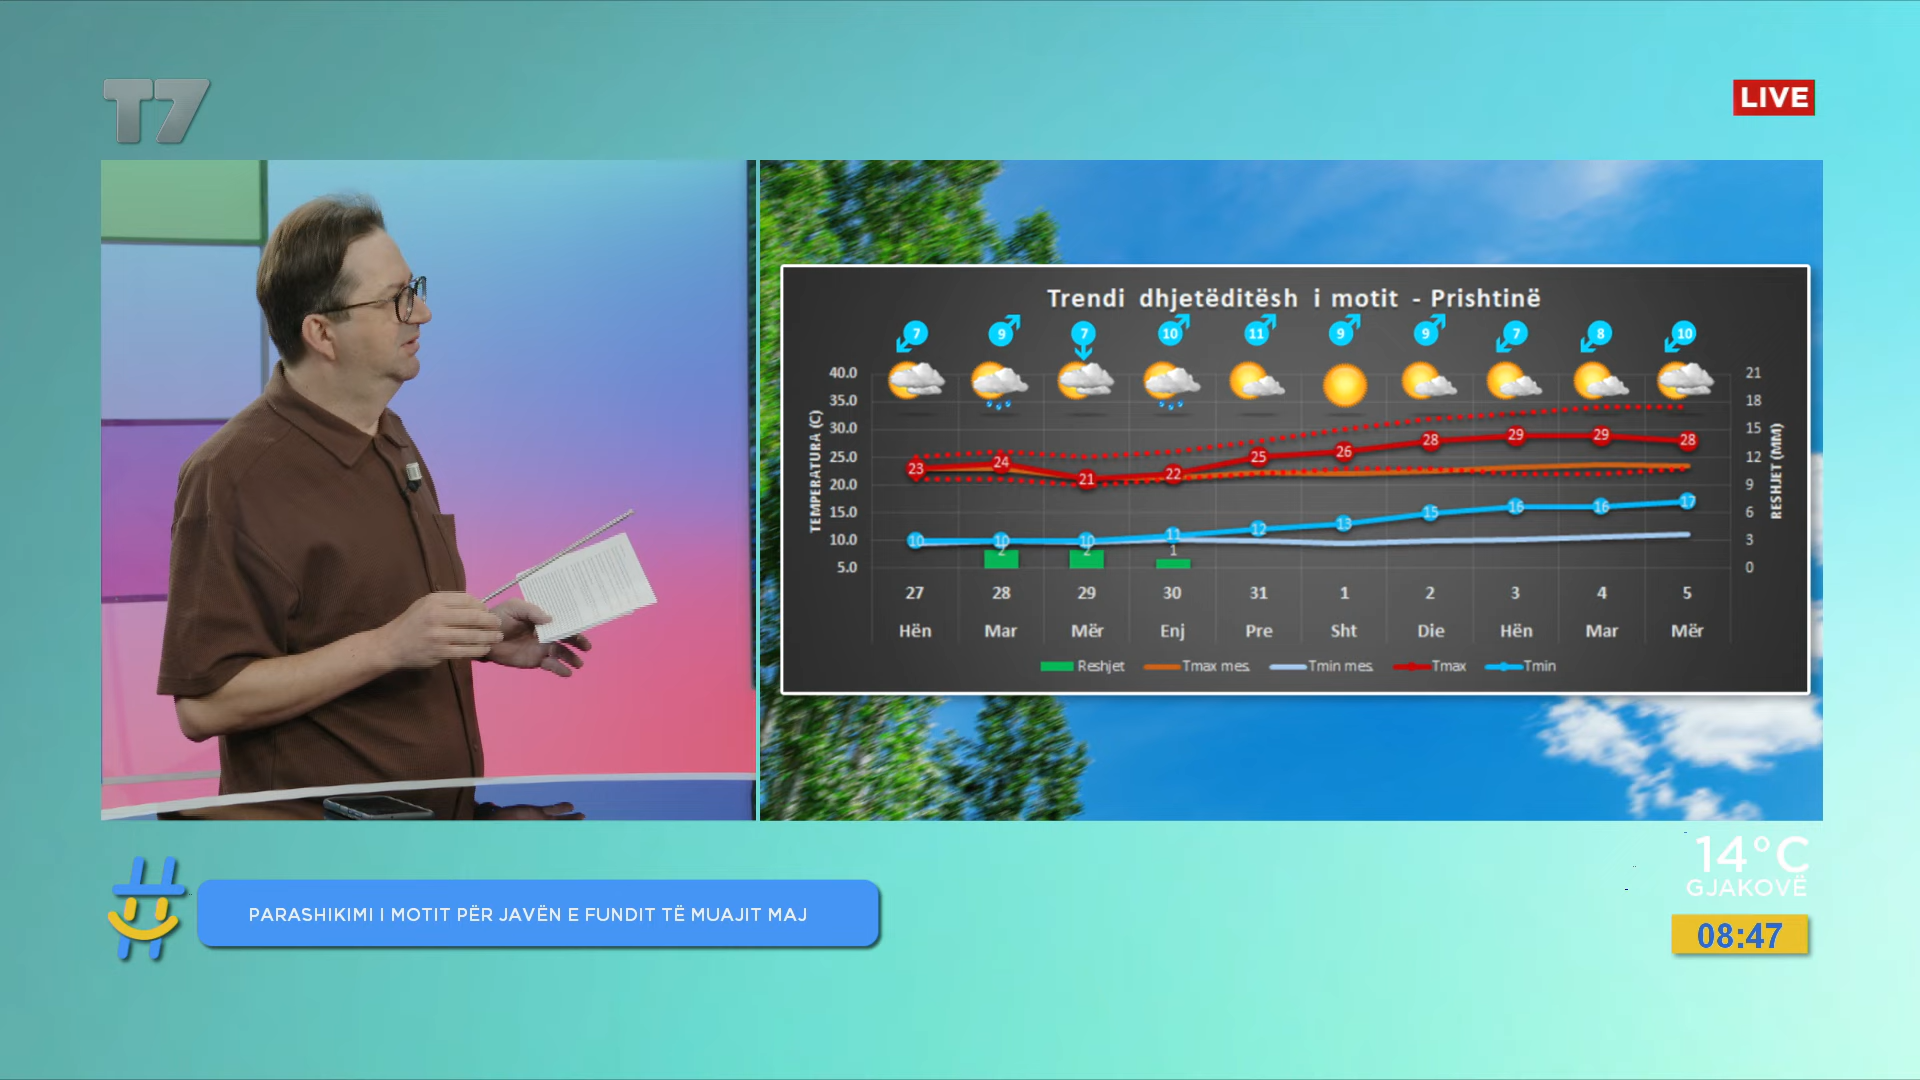 T7
LIVE
Trendi dhjetëditësh i motit - Prishtinë
7 9 7 10 11 9 9 7 8 10
TEMPERATURA (C)
40.0
35.0
30.0
25.0
20.0
15.0
10.0
5.0
23 24 21 22 25 26 28 29 29 28
10 10 10 11 12 13 15 16 16 17
2 2 1
21
18
15
12
9
6
3
0
RESHJET (MM)
27 28 29 30 31 1 2 3 4 5
Hën Mar Mër Enj Pre Sht Die Hën Mar Mër
Reshjet Tmax mes. Tmin mes. Tmax Tmin
14°C
GJAKOVË
PARASHIKIMI I MOTIT PËR JAVËN E FUNDIT TË MUAJIT MAJ
08:47